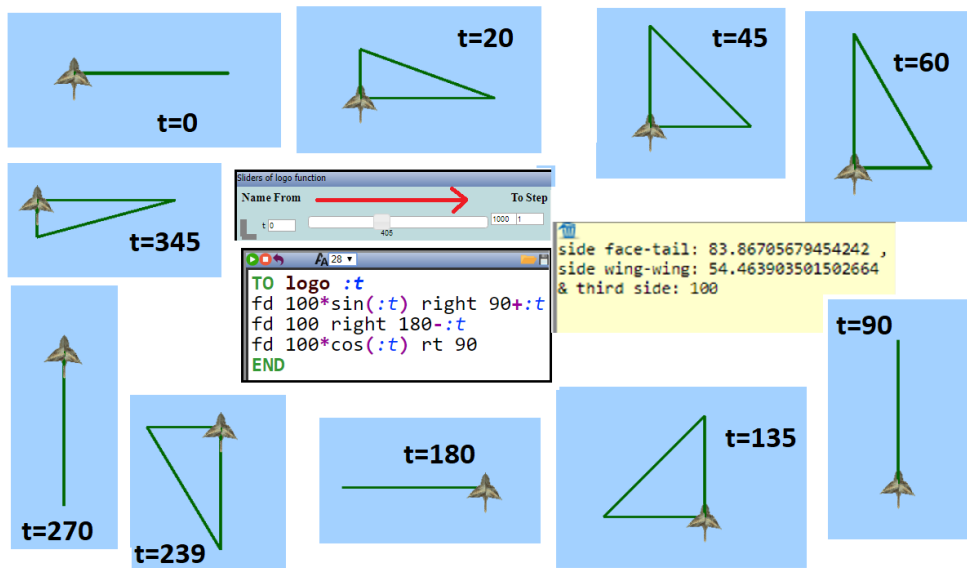 t=0
t=20
t=45
t=60
t=345
Sliders of logo function
Name From To Step
t 0 1000 1
405
28
TO logo :t
fd 100*sin(:t) right 90+:t
fd 100 right 180-:t
fd 100*cos(:t) rt 90
END
side face-tail: 83.86705679454242 ,
side wing-wing: 54.463903501502664
& third side: 100
t=90
t=270
t=239
t=180
t=135